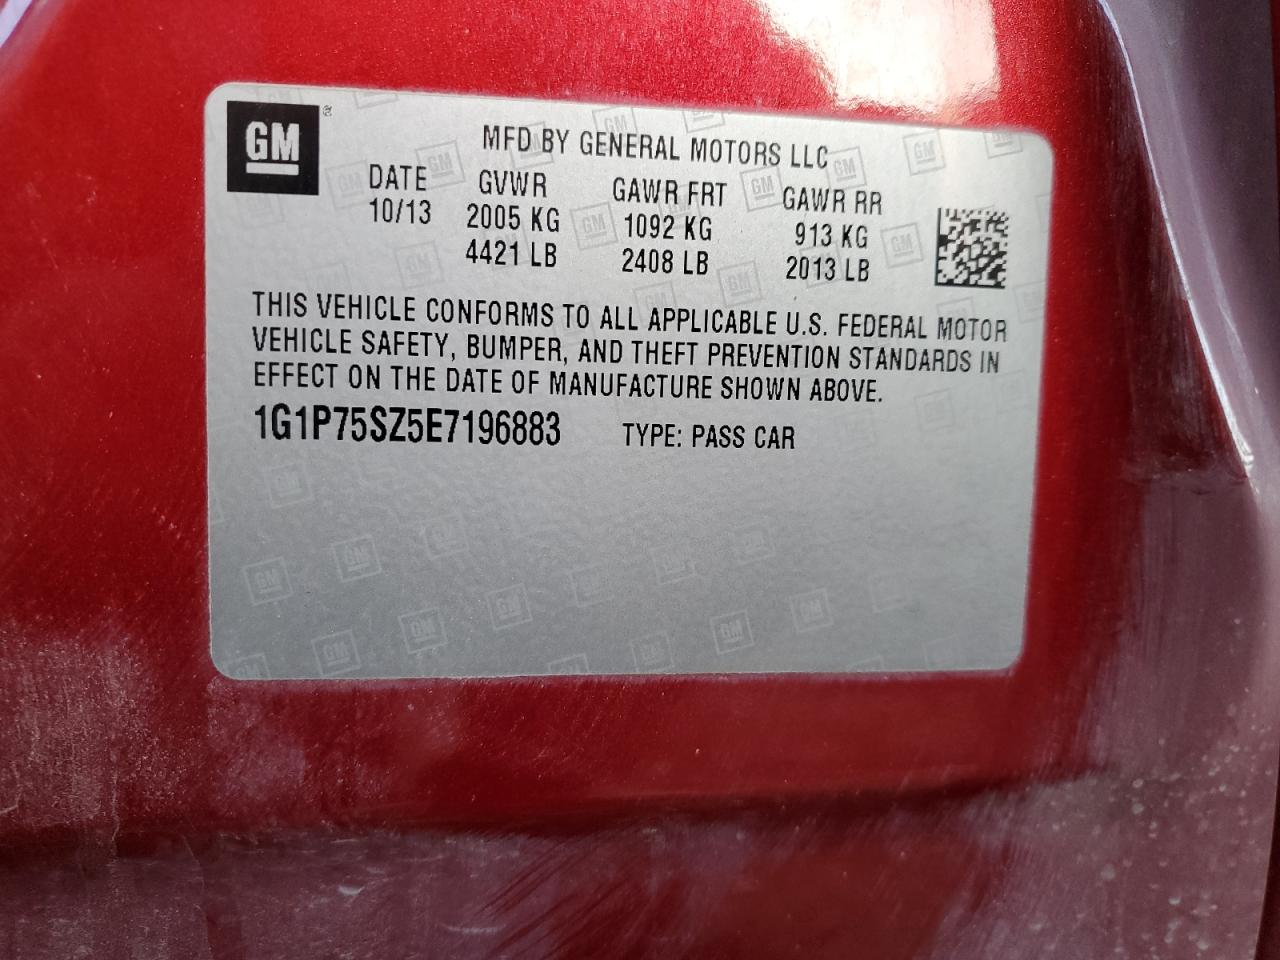 GM ®
MFD BY GENERAL MOTORS LLC
DATE GVWR GAWR FRT GAWR RR
10/13 2005 KG 1092 KG 913 KG
4421 LB 2408 LB 2013 LB
THIS VEHICLE CONFORMS TO ALL APPLICABLE U.S. FEDERAL MOTOR
VEHICLE SAFETY, BUMPER, AND THEFT PREVENTION STANDARDS IN
EFFECT ON THE DATE OF MANUFACTURE SHOWN ABOVE.
1G1P75SZ5E7196883 TYPE: PASS CAR